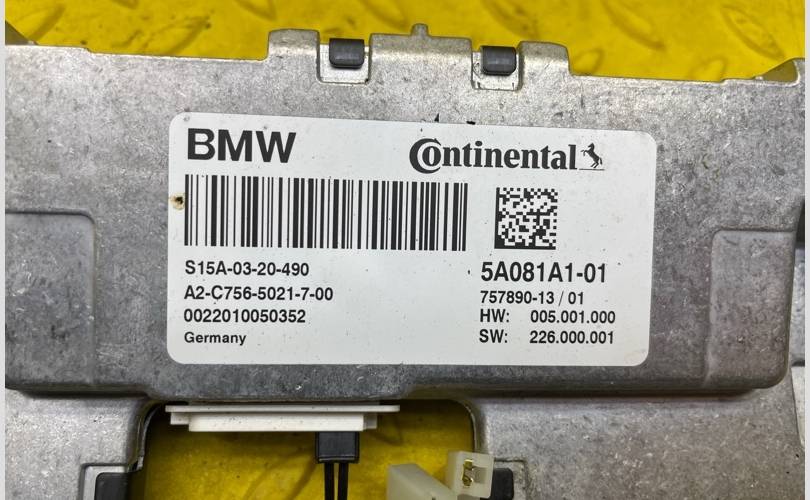 BMW
Continental
S15A-03-20-490
A2-C756-5021-7-00
0022010050352
Germany
5A081A1-01
757890-13 / 01
HW: 005.001.000
SW: 226.000.001